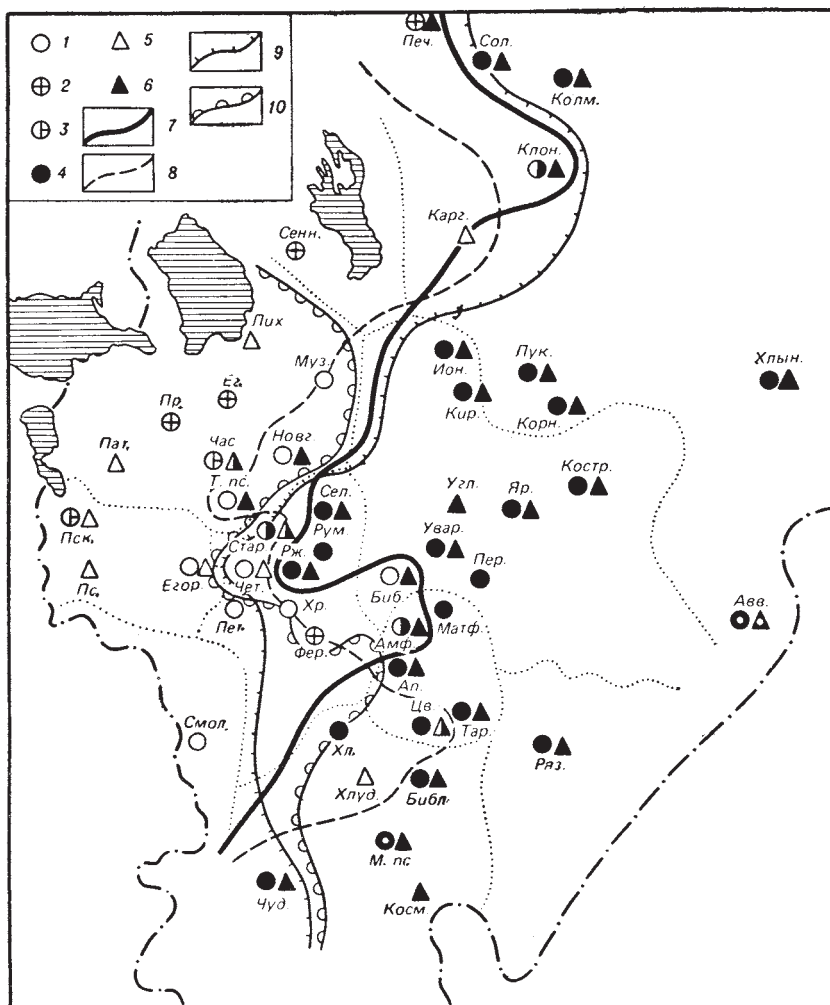 1
5
9
2
6
10
3
7
4
8
Печ.
Сол.
Колм.
Клон.
Карг.
Сенн.
Пих
Муз.
Ег.
Пр.
Ион.
Лук.
Хлын.
Кир.
Корн.
Пат.
Час
Новг.
Т. пс.
Сел.
Угл.
Яр.
Костр.
Пск.
Стар.
Рж.
Рум.
Увар.
Пер.
Пс.
Егор.
Чет.
Биб.
Пет.
Хр.
Матф.
Авв.
Фер.
Амф.
Ап.
Цв.
Тар.
Смол.
Хл.
Ряз.
Хлуд.
Библ.
М. пс
Чуд.
Косм.